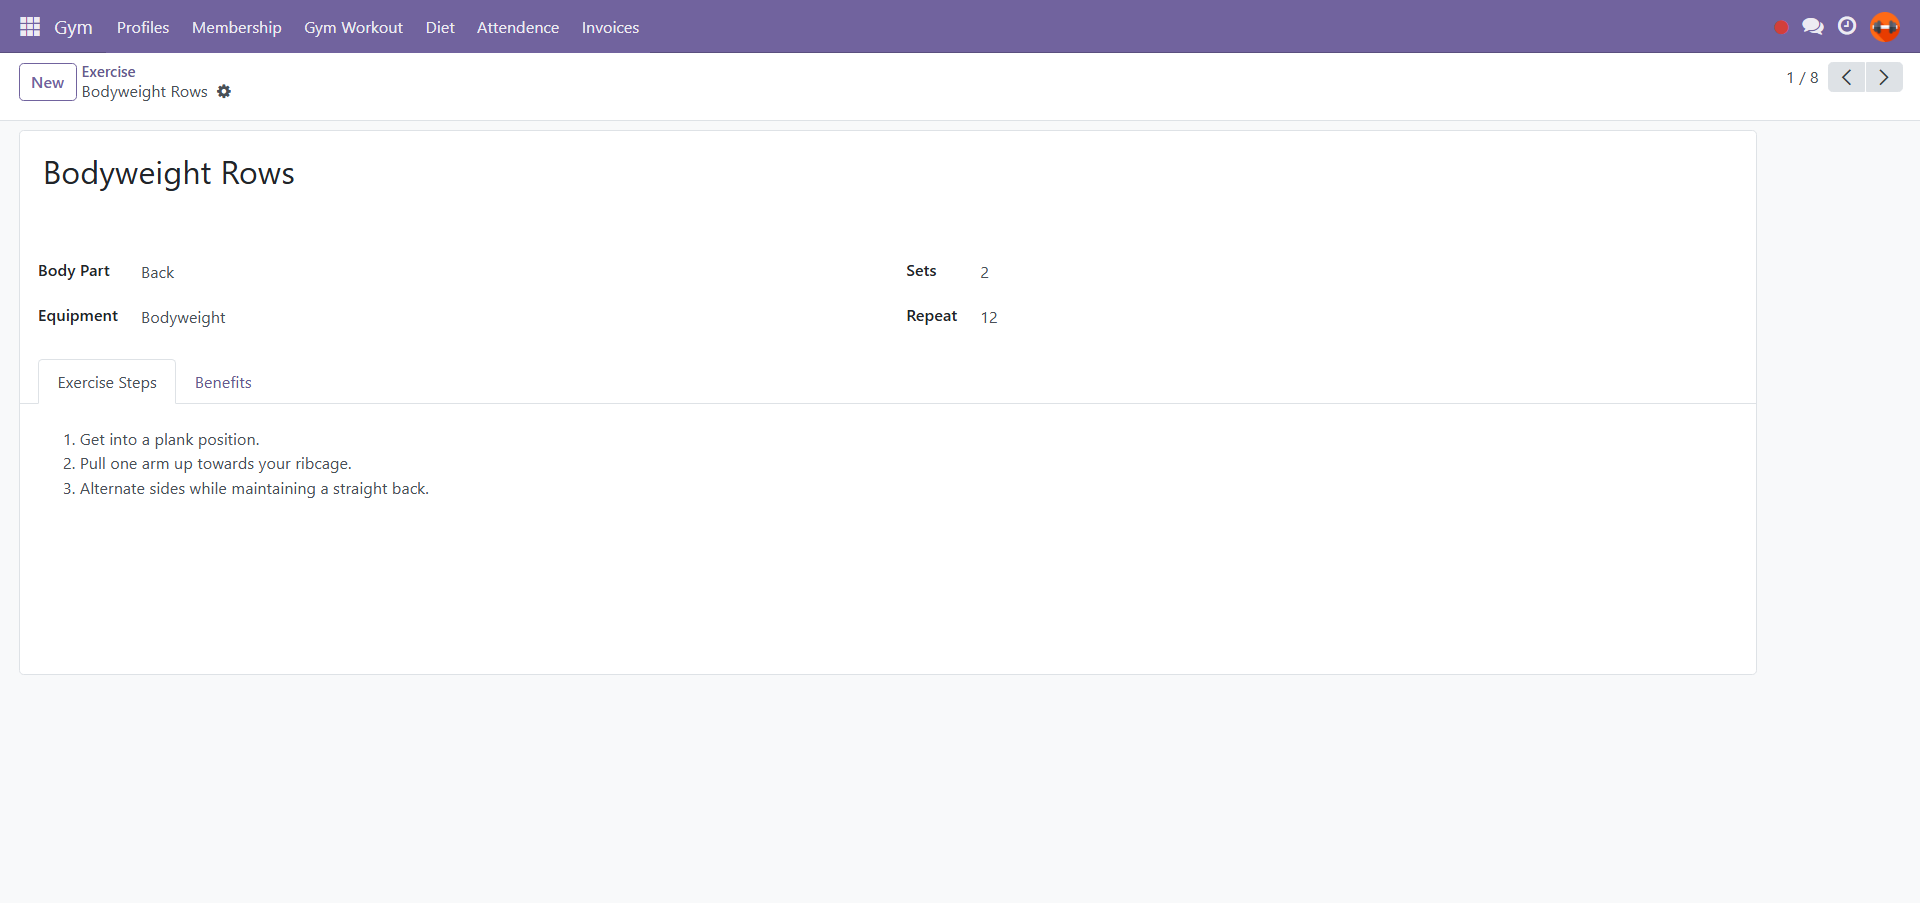 Gym Profiles Membership Gym Workout Diet Attendence Invoices
New
Exercise
Bodyweight Rows
1 / 8
Bodyweight Rows
Body Part Back
Sets 2
Equipment Bodyweight
Repeat 12
Exercise Steps Benefits
1. Get into a plank position.
2. Pull one arm up towards your ribcage.
3. Alternate sides while maintaining a straight back.